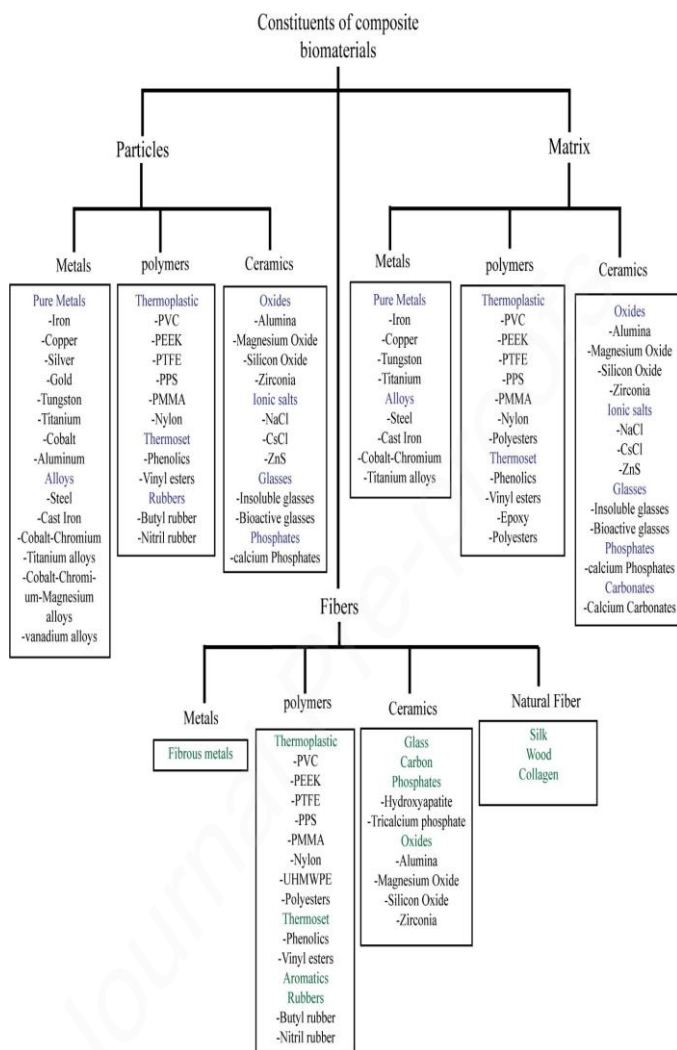 Constituents of composite
biomaterials
Particles
Metals
Pure Metals
-Iron
-Copper
-Silver
-Gold
-Tungston
-Titanium
-Cobalt
-Aluminum
Alloys
-Steel
-Cast Iron
-Cobalt-Chromium
-Titanium alloys
-Cobalt-Chromi-
um-Magnesium
alloys
-vanadium alloys
polymers
Thermoplastic
-PVC
-PEEK
-PTFE
-PPS
-PMMA
-Nylon
Thermoset
-Phenolics
-Vinyl esters
Rubbers
-Butyl rubber
-Nitril rubber
Ceramics
Oxides
-Alumina
-Magnesium Oxide
-Silicon Oxide
-Zirconia
Ionic salts
-NaCl
-CsCl
-ZnS
Glasses
-Insoluble glasses
-Bioactive glasses
Phosphates
-calcium Phosphates
Matrix
Metals
Pure Metals
-Iron
-Copper
-Tungston
-Titanium
Alloys
-Steel
-Cast Iron
-Cobalt-Chromium
-Titanium alloys
polymers
Thermoplastic
-PVC
-PEEK
-PTFE
-PPS
-PMMA
-Nylon
-Polyesters
Thermoset
-Phenolics
-Vinyl esters
-Epoxy
-Polyesters
Ceramics
Oxides
-Alumina
-Magnesium Oxide
-Silicon Oxide
-Zirconia
Ionic salts
-NaCl
-CsCl
-ZnS
Glasses
-Insoluble glasses
-Bioactive glasses
Phosphates
-calcium Phosphates
Carbonates
-Calcium Carbonates
Fibers
Metals
Fibrous metals
polymers
Thermoplastic
-PVC
-PEEK
-PTFE
-PPS
-PMMA
-Nylon
-UHMWPE
-Polyesters
Thermoset
-Phenolics
-Vinyl esters
Aromatics
Rubbers
-Butyl rubber
-Nitril rubber
Ceramics
Glass
Carbon
Phosphates
-Hydroxyapatite
-Tricalcium phosphate
Oxides
-Alumina
-Magnesium Oxide
-Silicon Oxide
-Zirconia
Natural Fiber
Silk
Wood
Collagen
Journal Pre-proofs